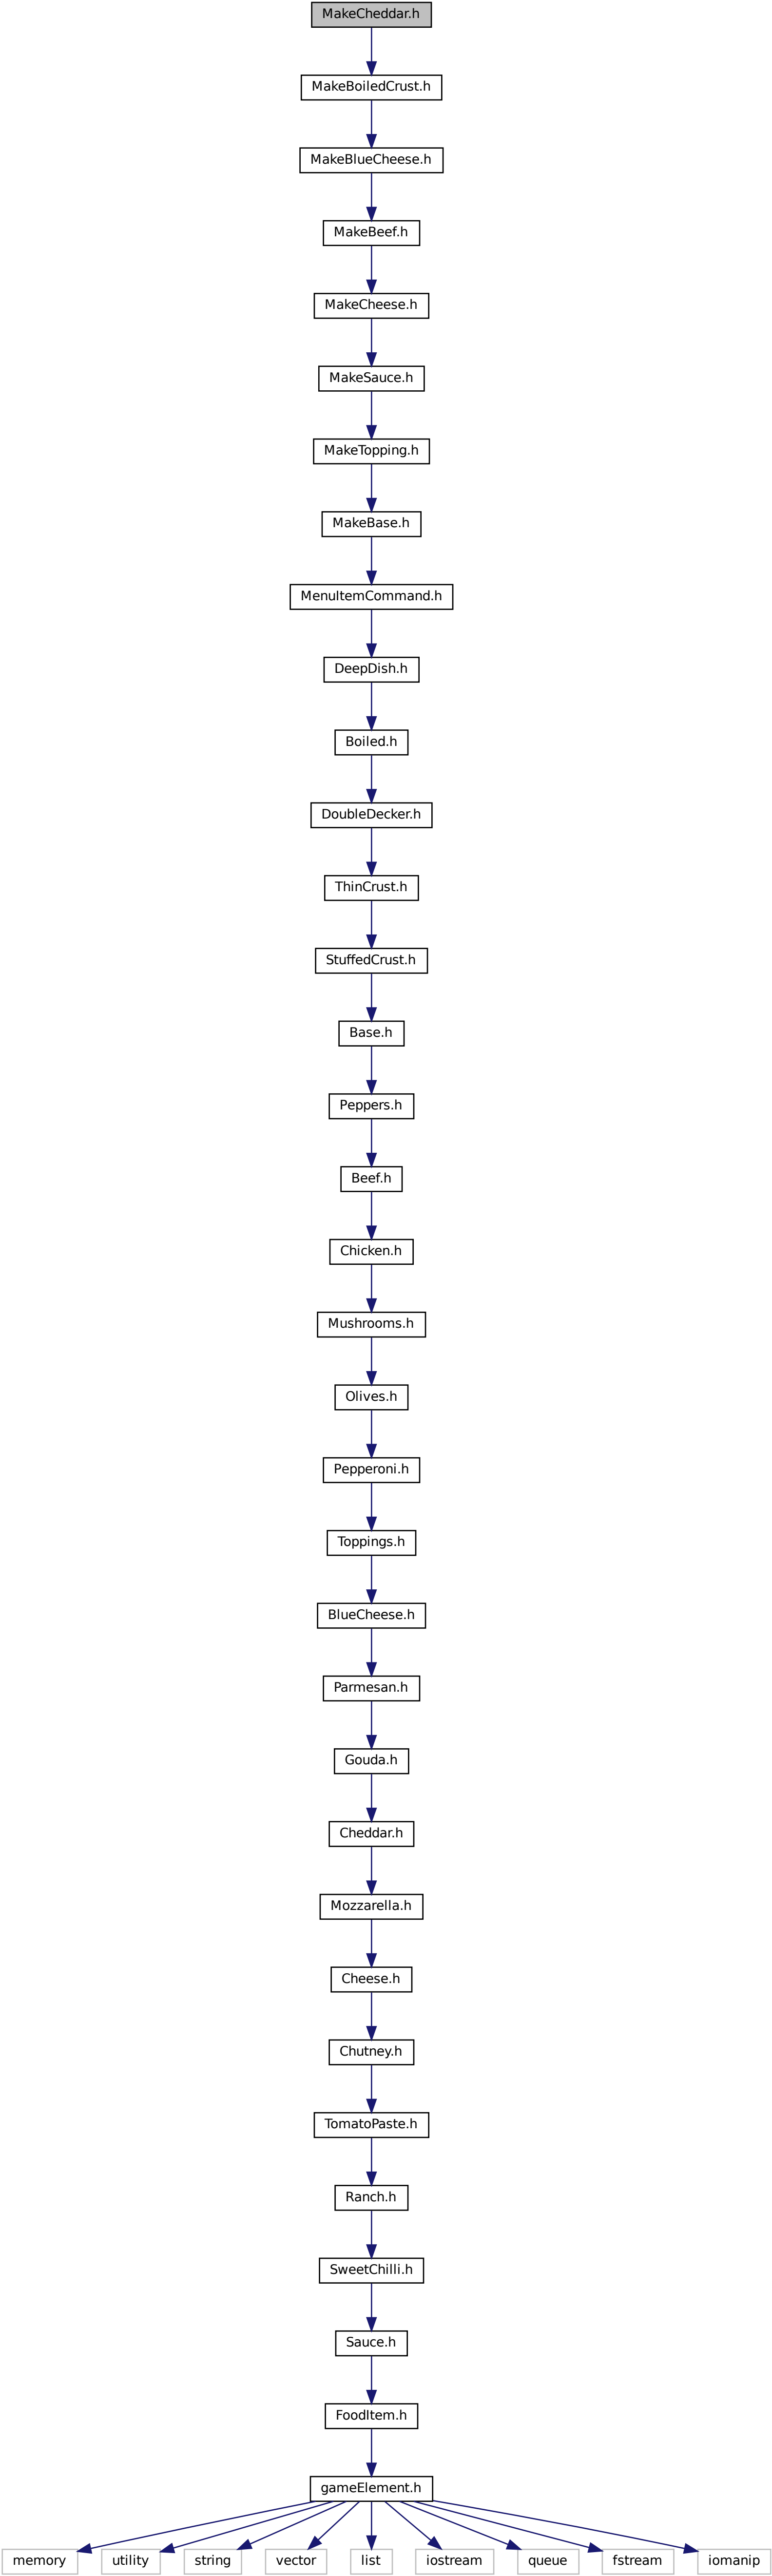 MakeCheddar.h
MakeBoiledCrust.h
MakeBlueCheese.h
MakeBeef.h
MakeCheese.h
MakeSauce.h
MakeTopping.h
MakeBase.h
MenuItemCommand.h
DeepDish.h
Boiled.h
DoubleDecker.h
ThinCrust.h
StuffedCrust.h
Base.h
Peppers.h
Beef.h
Chicken.h
Mushrooms.h
Olives.h
Pepperoni.h
Toppings.h
BlueCheese.h
Parmesan.h
Gouda.h
Cheddar.h
Mozzarella.h
Cheese.h
Chutney.h
TomatoPaste.h
Ranch.h
SweetChilli.h
Sauce.h
FoodItem.h
gameElement.h
memory utility string vector list iostream queue fstream iomanip